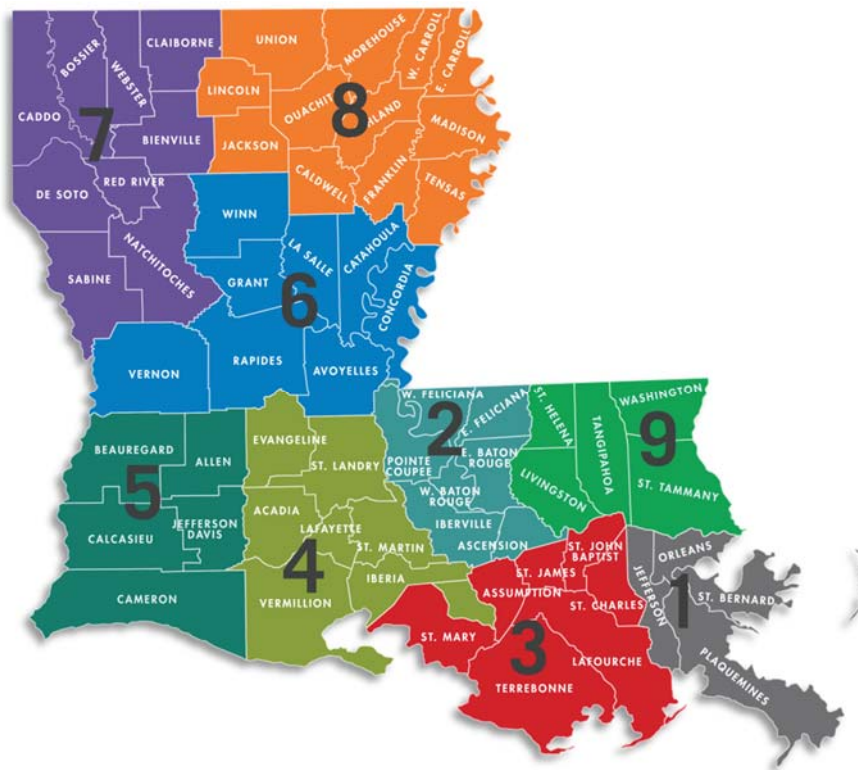 CLAIBORNE
UNION
MOREHOUSE
W. CARROLL
E. CARROLL
BOSSIER
WEBSTER
LINCOLN
CADDO
7
OUACHIT
8
HLAND
MADISON
BIENVILLE
JACKSON
CALDWELL
FRANKLIN
TENSAS
DE SOTO
RED RIVER
WINN
NATCHITOCHES
LA SALLE
CATAHOULA
SABINE
GRANT
6
CONCORDIA
VERNON
RAPIDES
AVOYELLES
W. FELICIANA
E. FELICIANA
ST. HELENA
TANGIPAHOA
WASHINGTON
2
9
BEAUREGARD
ALLEN
EVANGELINE
ST. LANDRY
POINTE
COUPEE
E. BATON
ROUGE
LIVINGSTON
ST. TAMMANY
5
W. BATON
ROUGE
CALCASIEU
JEFFERSON
DAVIS
ACADIA
LAFAYETTE
ST. MARTIN
IBERVILLE
ASCENSION
ST. JOHN
BAPTIST
ORLEANS
CAMERON
4
VERMILLION
IBERIA
ASSUMPTION
ST. JAMES
ST. CHARLES
JEFFERSON
1
ST. BERNARD
ST. MARY
3
TERREBONNE
LAFOURCHE
PLAQUEMINES